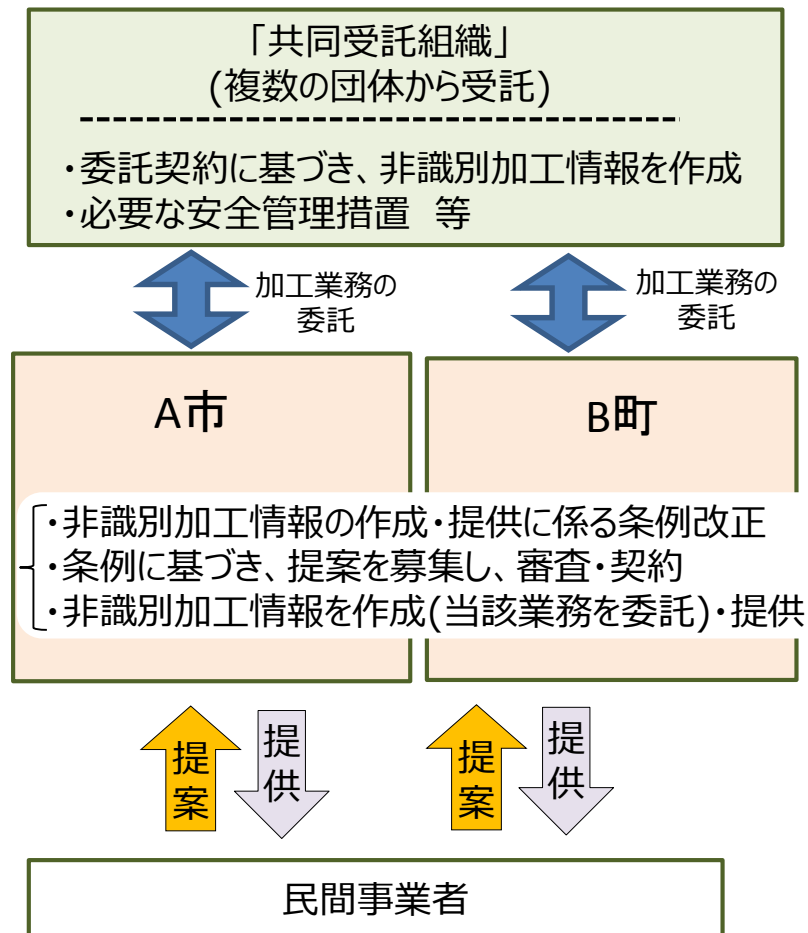 「共同受託組織」
(複数の団体から受託)
・委託契約に基づき、非識別加工情報を作成
・必要な安全管理措置 等
加工業務の
委託
加工業務の
委託
A市
B町
・非識別加工情報の作成・提供に係る条例改正
・条例に基づき、提案を募集し、審査・契約
・非識別加工情報を作成(当該業務を委託)・提供
提案
提供
提案
提供
民間事業者